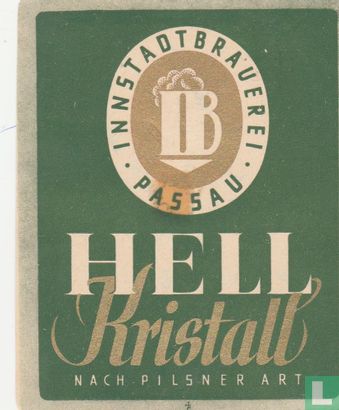 INNSTADTBRAUEREI
· PASSAU ·
IB
HELL
Kristall
NACH PILSNER ART
L